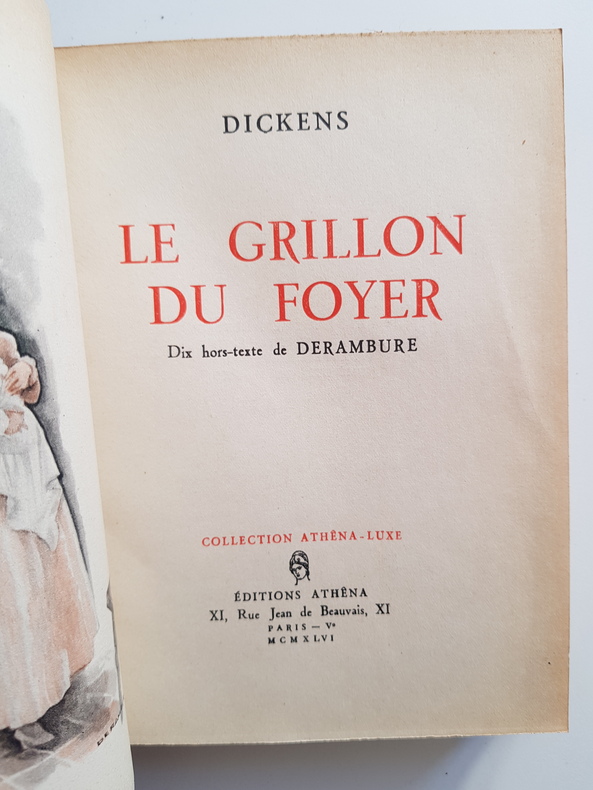 DICKENS
LE GRILLON
DU FOYER
Dix hors-texte de DERAMBURE
COLLECTION ATHÊNA-LUXE
ÉDITIONS ATHÊNA
XI, Rue Jean de Beauvais, XI
PARIS — Vᵉ
MCMXLVI